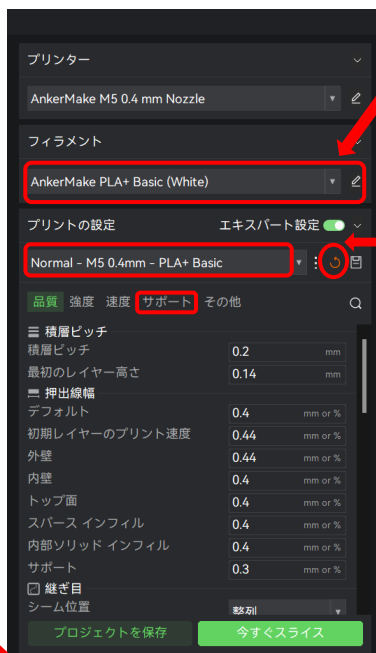 プリンター
AnkerMake M5 0.4 mm Nozzle
フィラメント
AnkerMake PLA+ Basic (White)
プリントの設定 エキスパート設定
Normal - M5 0.4mm - PLA+ Basic
品質 強度 速度 サポート その他
積層ピッチ
積層ピッチ 0.2 mm
最初のレイヤー高さ 0.14 mm
押出線幅
デフォルト 0.4 mm or %
初期レイヤーのプリント速度 0.44 mm or %
外壁 0.44 mm or %
内壁 0.4 mm or %
トップ面 0.4 mm or %
スパース インフィル 0.4 mm or %
内部ソリッド インフィル 0.4 mm or %
サポート 0.3 mm or %
継ぎ目
シーム位置 整列
プロジェクトを保存 今すぐスライス